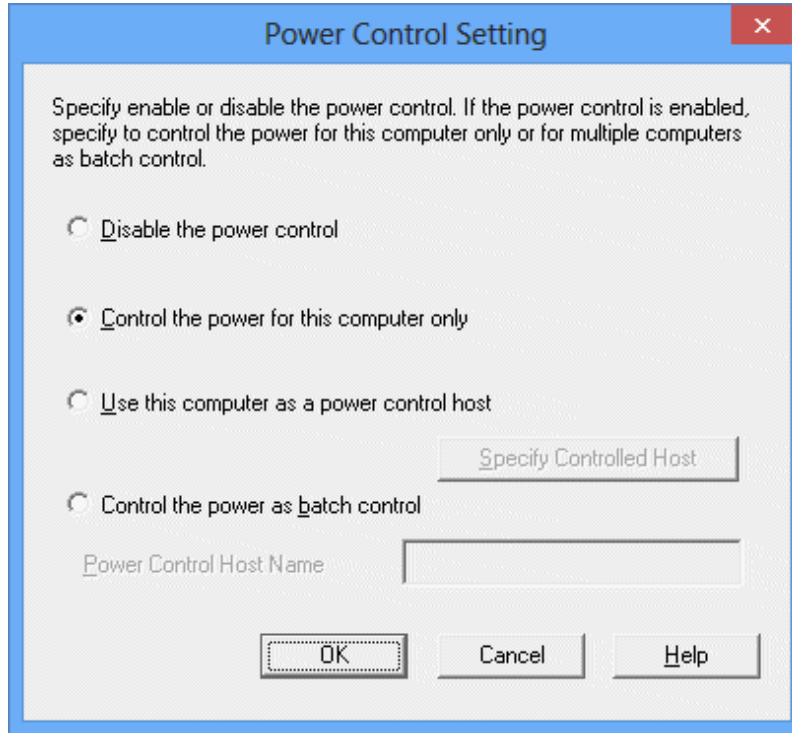 Power Control Setting
Specify enable or disable the power control. If the power control is enabled,
specify to control the power for this computer only or for multiple computers
as batch control.
Disable the power control
Control the power for this computer only
Use this computer as a power control host
Specify Controlled Host
Control the power as batch control
Power Control Host Name
OK Cancel Help